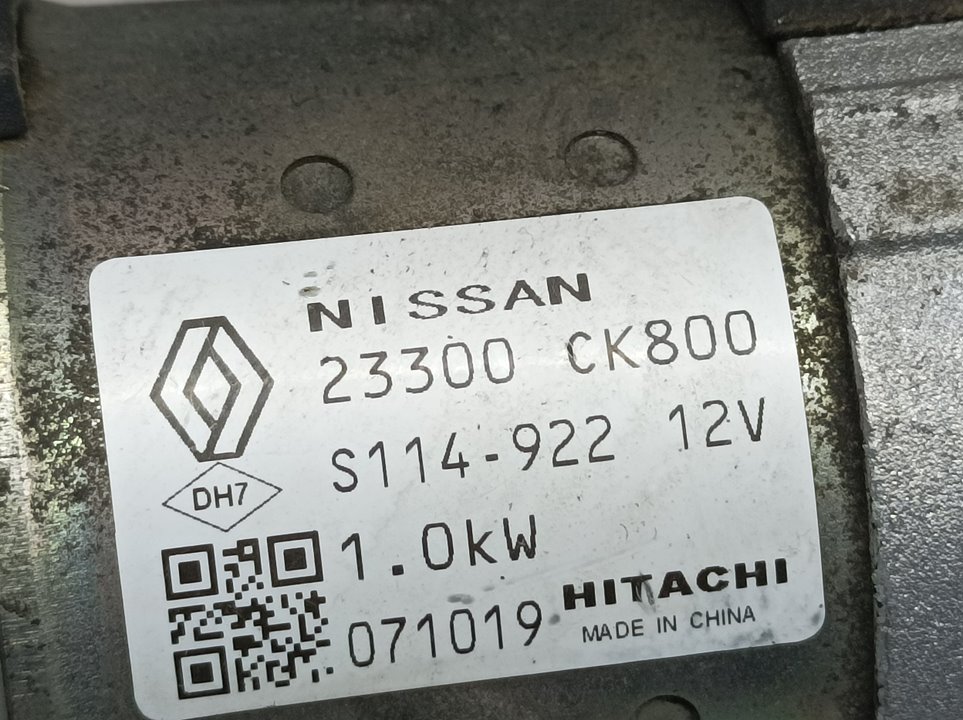 NISSAN
23300 CK800
S114-922 12V
DH7
1.0kW
071019 HITACHI
MADE IN CHINA